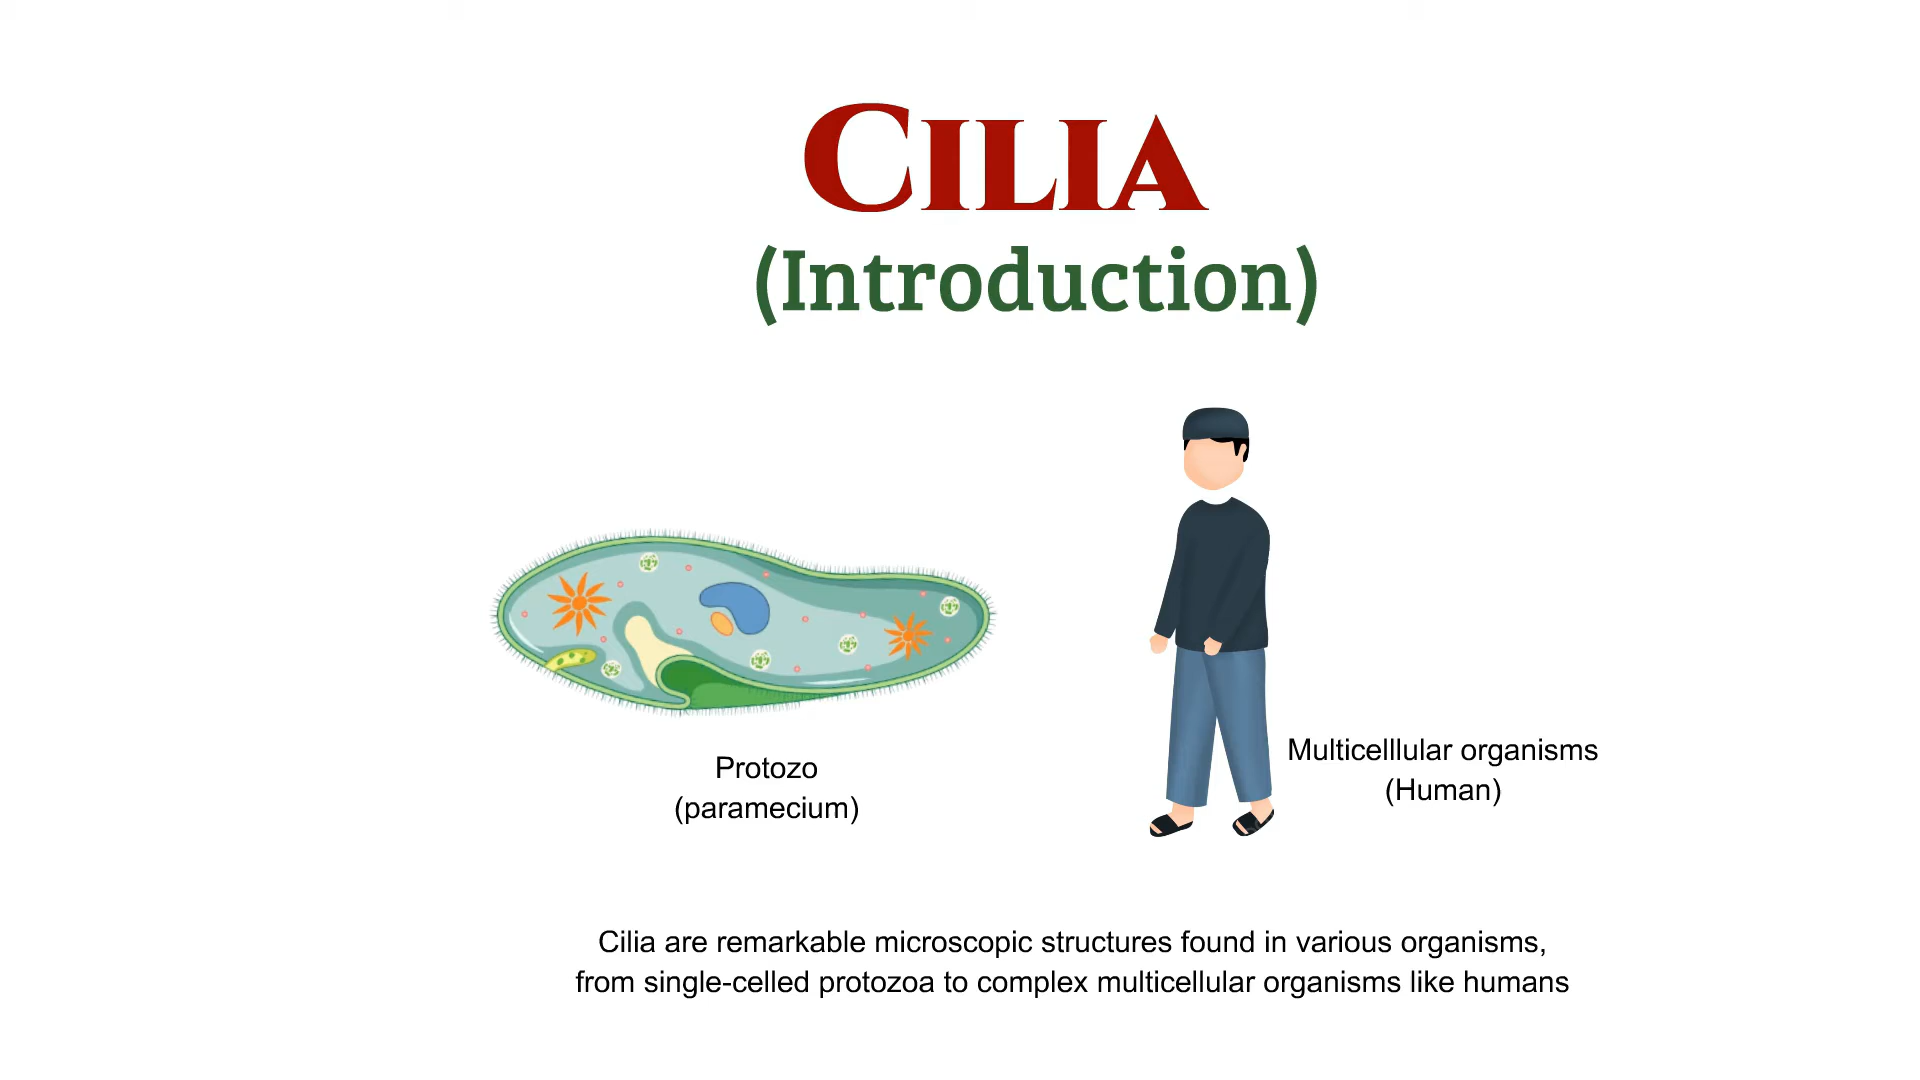 CILIA
(Introduction)
Protozo
(paramecium)
Multicelllular organisms
(Human)
Cilia are remarkable microscopic structures found in various organisms,
from single-celled protozoa to complex multicellular organisms like humans